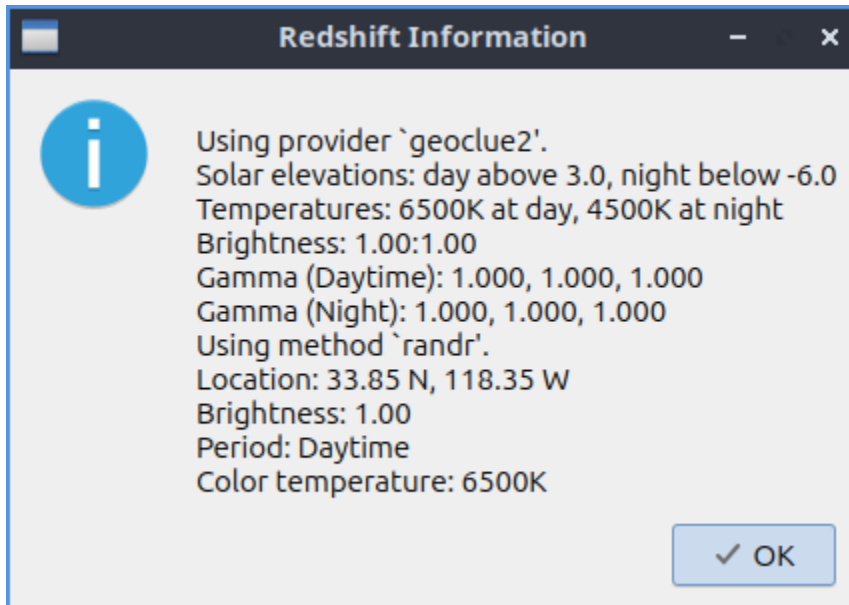 Redshift Information
Using provider `geoclue2'.
Solar elevations: day above 3.0, night below -6.0
Temperatures: 6500K at day, 4500K at night
Brightness: 1.00:1.00
Gamma (Daytime): 1.000, 1.000, 1.000
Gamma (Night): 1.000, 1.000, 1.000
Using method `randr'.
Location: 33.85 N, 118.35 W
Brightness: 1.00
Period: Daytime
Color temperature: 6500K
OK